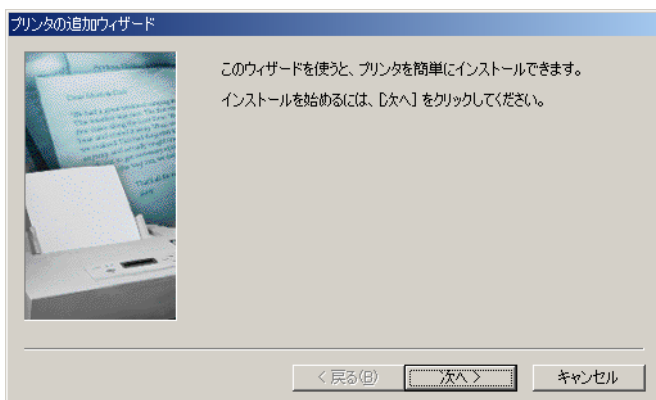 プリンタの追加ウィザード
このウィザードを使うと、プリンタを簡単にインストールできます。
インストールを始めるには、[次へ] をクリックしてください。
< 戻る(B)
次へ >
キャンセル